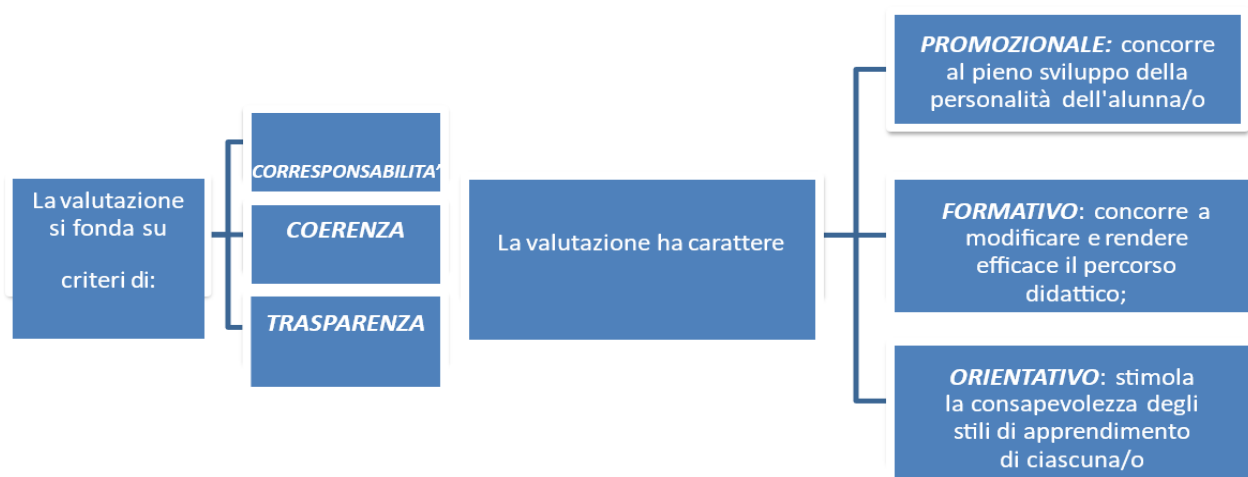 La valutazione
si fonda su
criteri di:
CORRESPONSABILITA’
COERENZA
TRASPARENZA
La valutazione ha carattere
PROMOZIONALE: concorre
al pieno sviluppo della
personalità dell'alunna/o
FORMATIVO: concorre a
modificare e rendere
efficace il percorso
didattico;
ORIENTATIVO: stimola
la consapevolezza degli
stili di apprendimento
di ciascuna/o